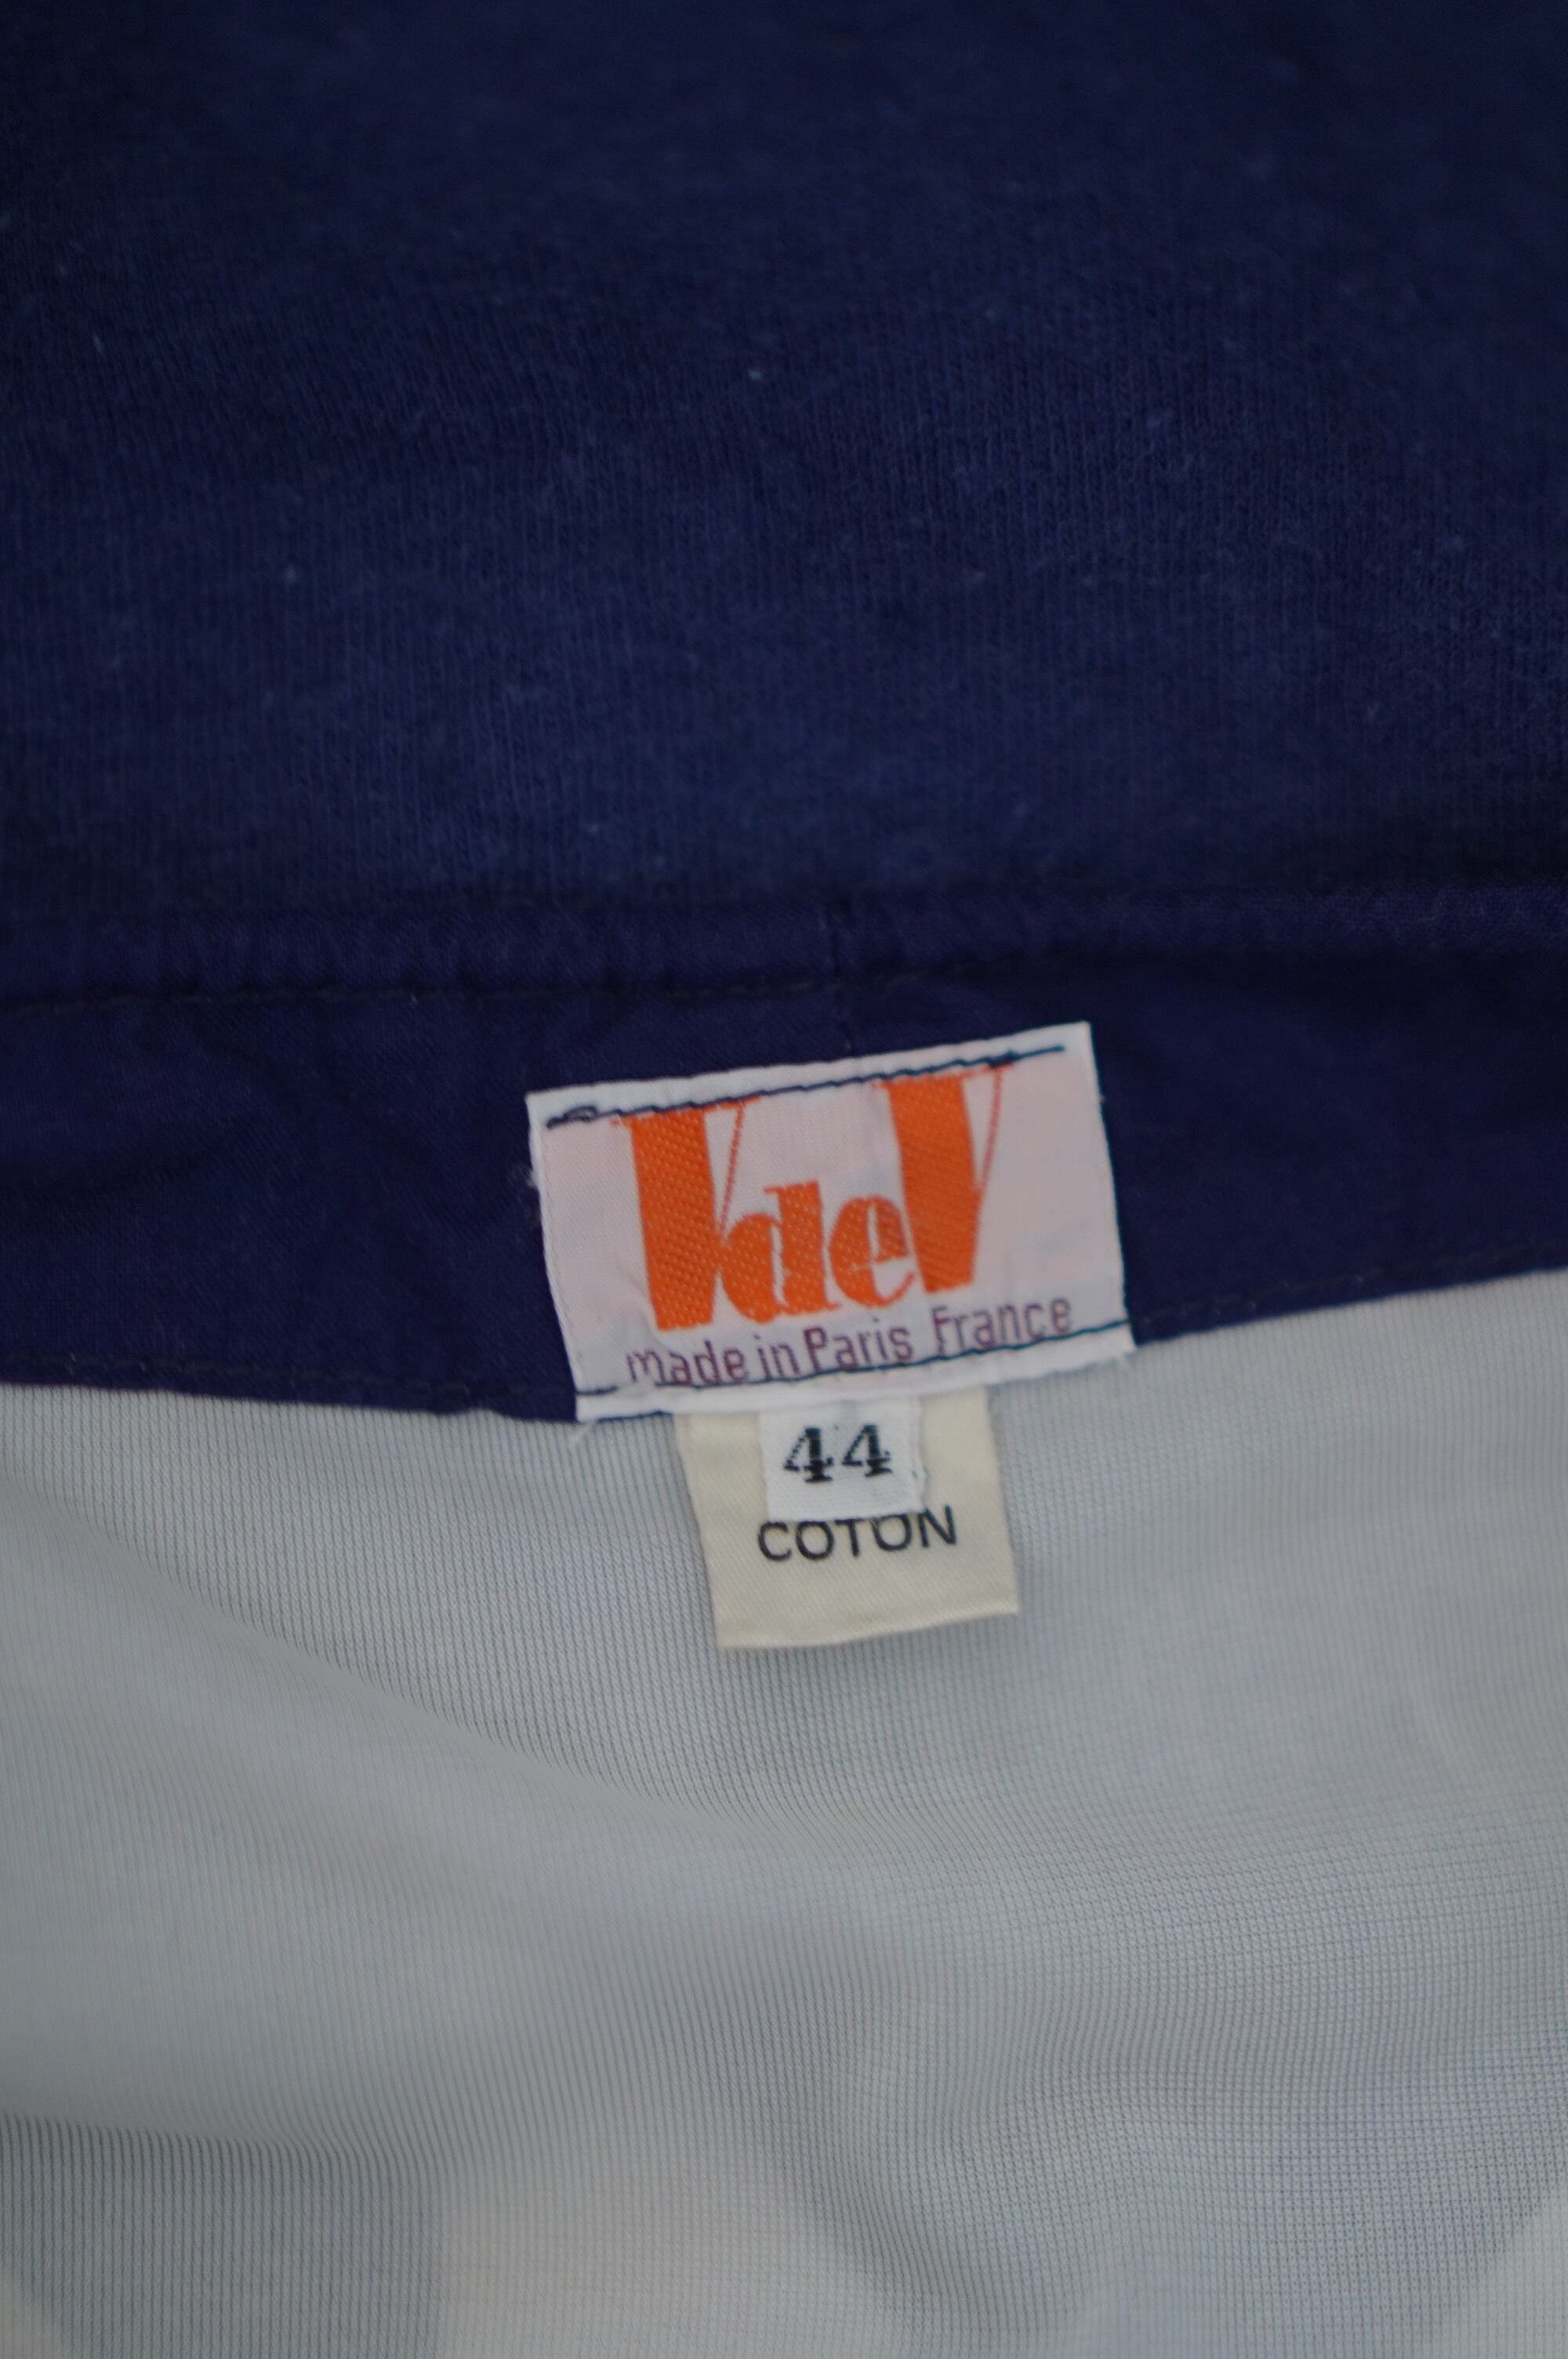 VdeV
made in Paris France
44
COTON